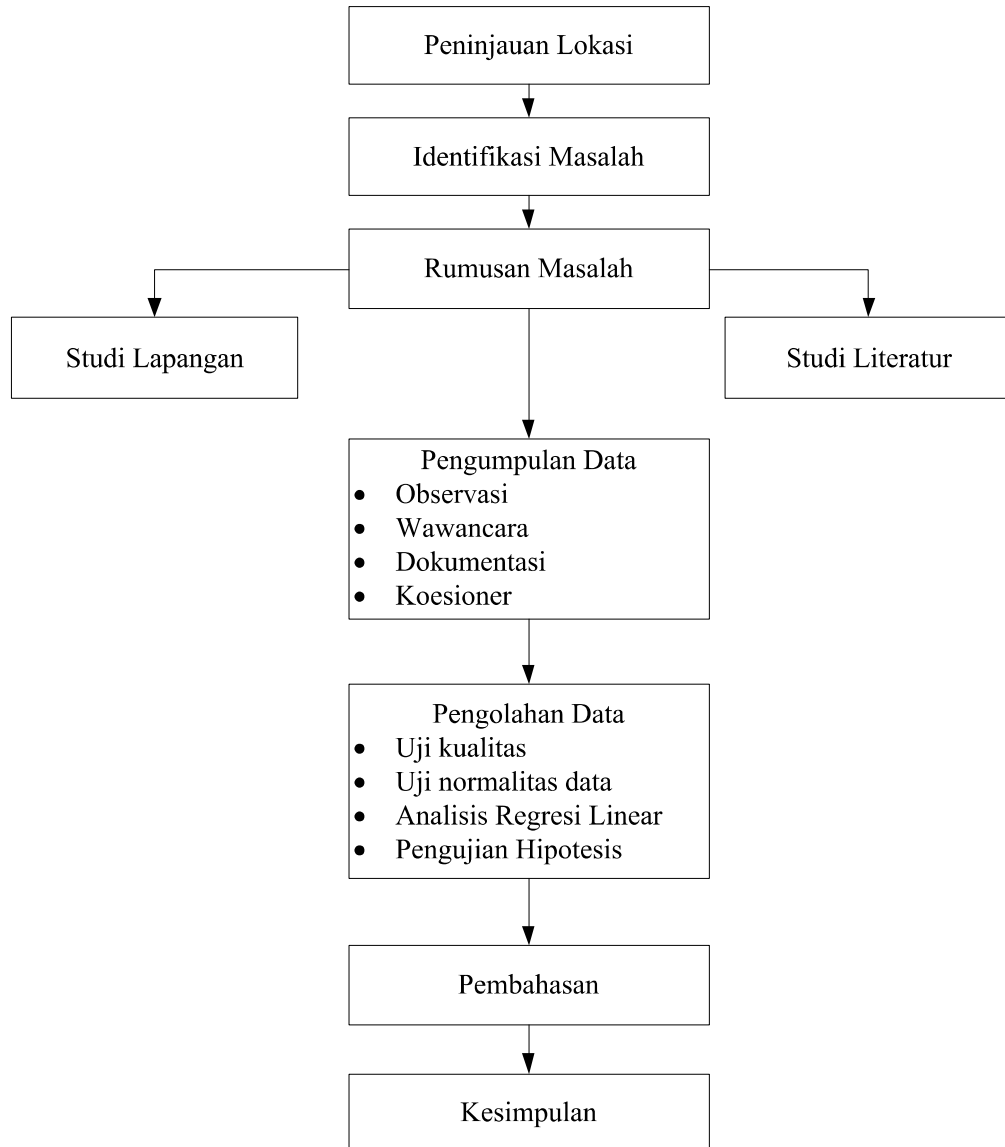 Peninjauan Lokasi
Identifikasi Masalah
Rumusan Masalah
Studi Lapangan
Studi Literatur
Pengumpulan Data
• Observasi
• Wawancara
• Dokumentasi
• Koesioner
Pengolahan Data
• Uji kualitas
• Uji normalitas data
• Analisis Regresi Linear
• Pengujian Hipotesis
Pembahasan
Kesimpulan